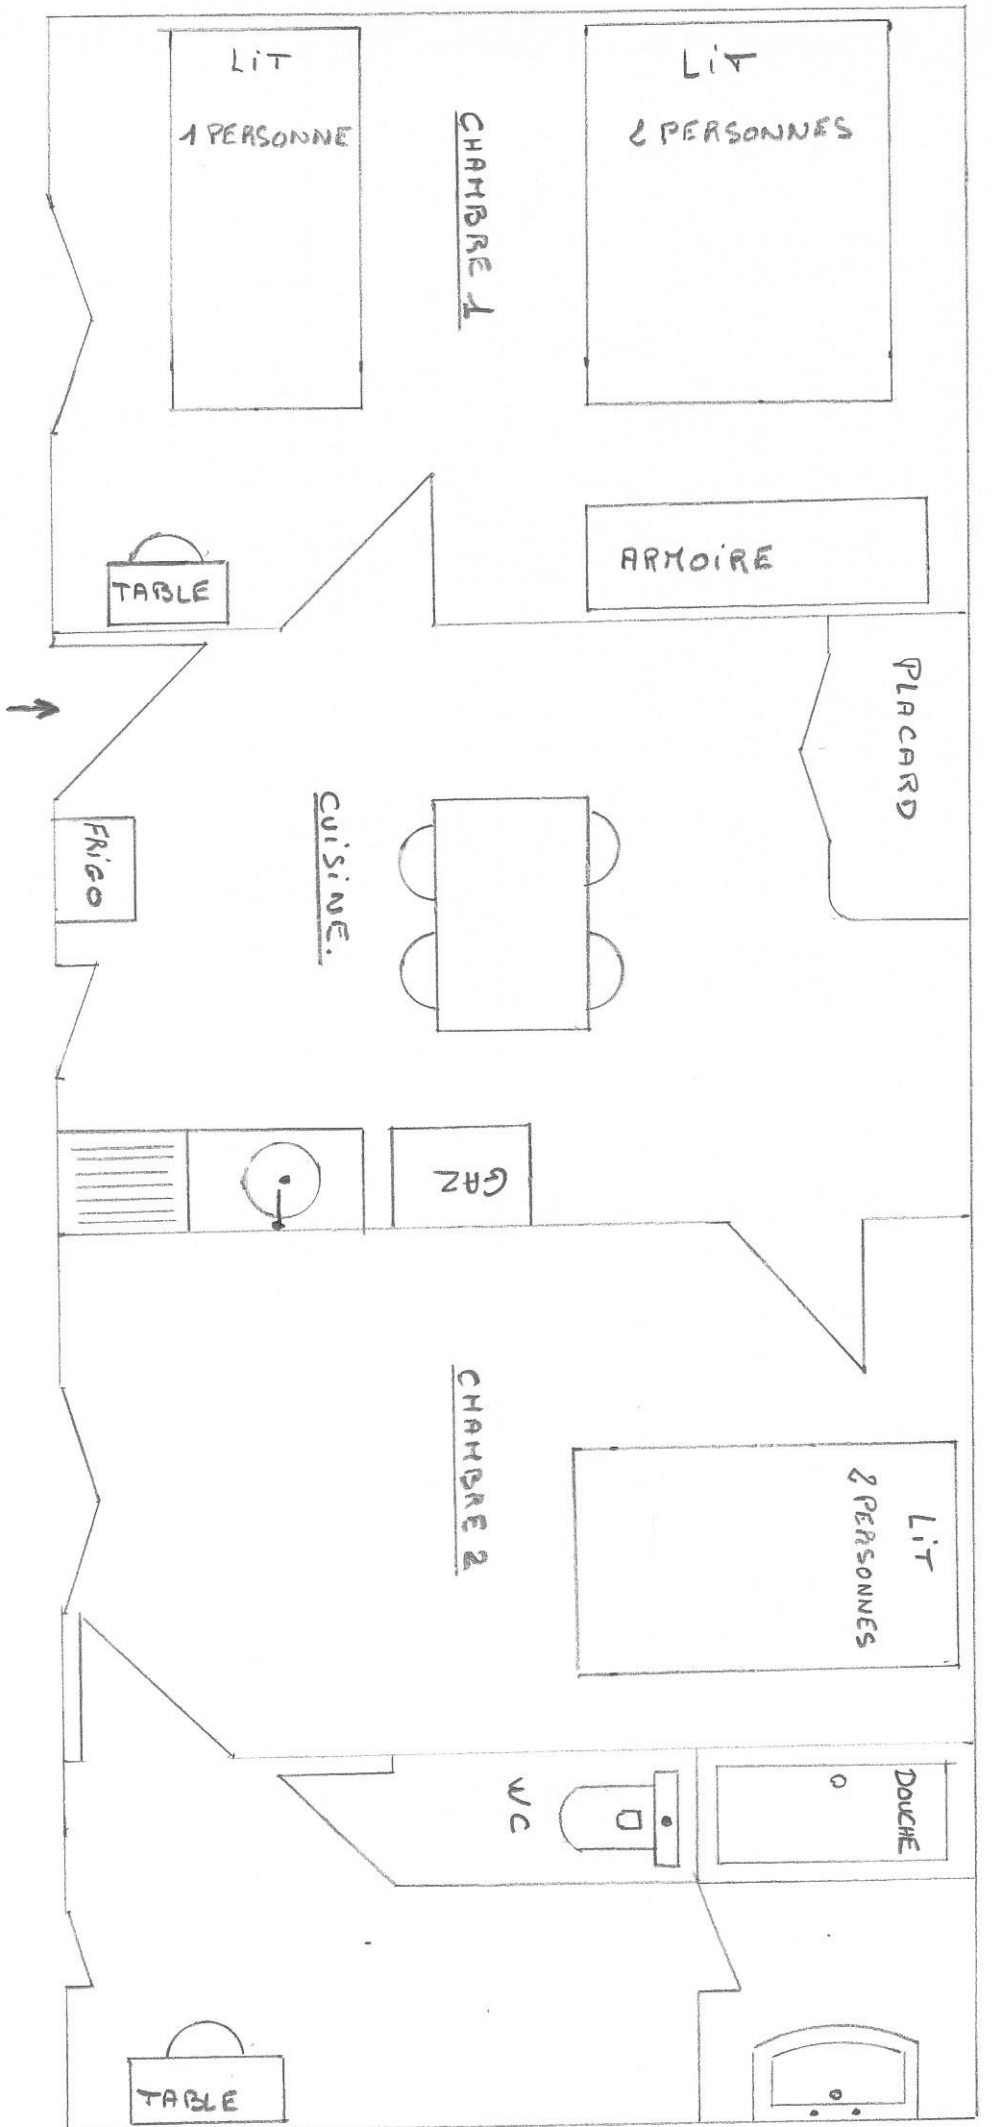 LiT
1 PERSONNE
LiT
2 PERSONNES
CHAMBRE 1
ARMOiRE
TABLE
PLACARD
FRiGO
CUiSiNE.
GAZ
CHAMBRE 2
LiT
2 PERSONNES
WC
DOUCHE
TABLE